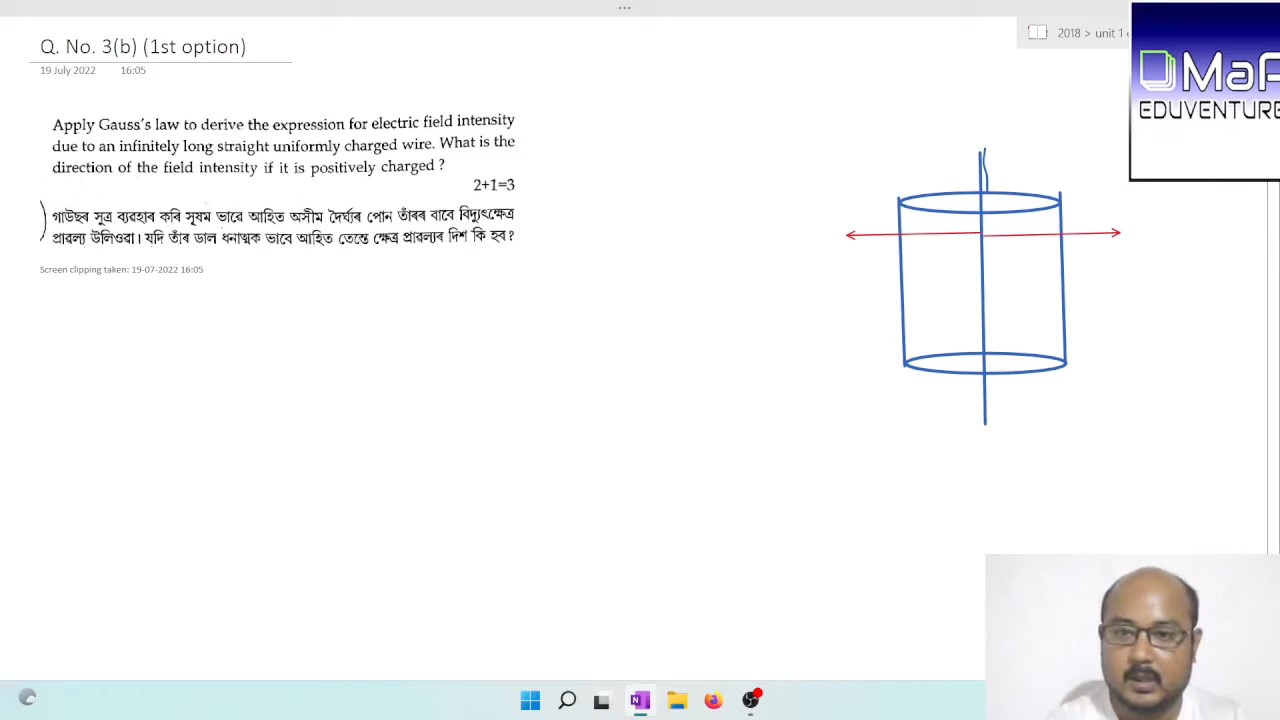 Q. No. 3(b) (1st option)
19 July 2022 16:05
2018 > unit 1
Apply Gauss's law to derive the expression for electric field intensity
due to an infinitely long straight uniformly charged wire. What is the
direction of the field intensity if it is positively charged ?
2+1=3
গাউছৰ সুত্ৰ ব্যৱহাৰ কৰি সূষম ভাৱে আহিত অসীম দৈৰ্ঘ্যৰ পোন তাঁৰৰ বাবে বিদ্যুৎক্ষেত্ৰ
প্ৰাৱল্য উলিওৱা। যদি তাঁৰ ডাল ধনাত্মক ভাবে আহিত তেন্তে ক্ষেত্ৰ প্ৰাৱল্যৰ দিশ কি হব?
Screen clipping taken: 19-07-2022 16:05
EDUVENTURE